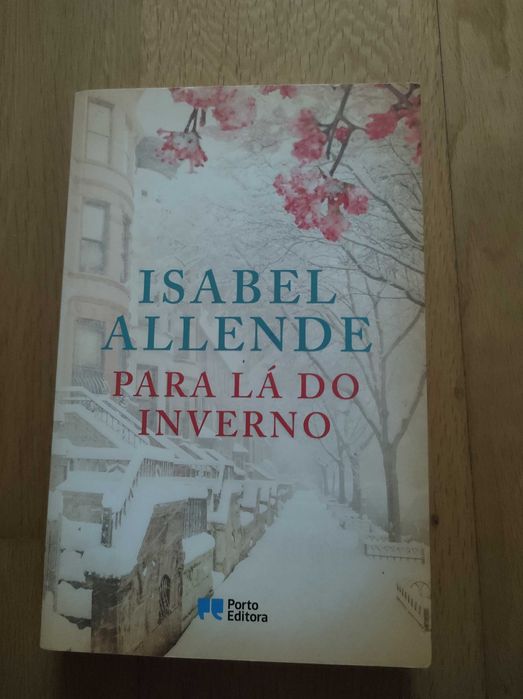 ISABEL
ALLENDE
PARA LÁ DO
INVERNO
Porto
Editora